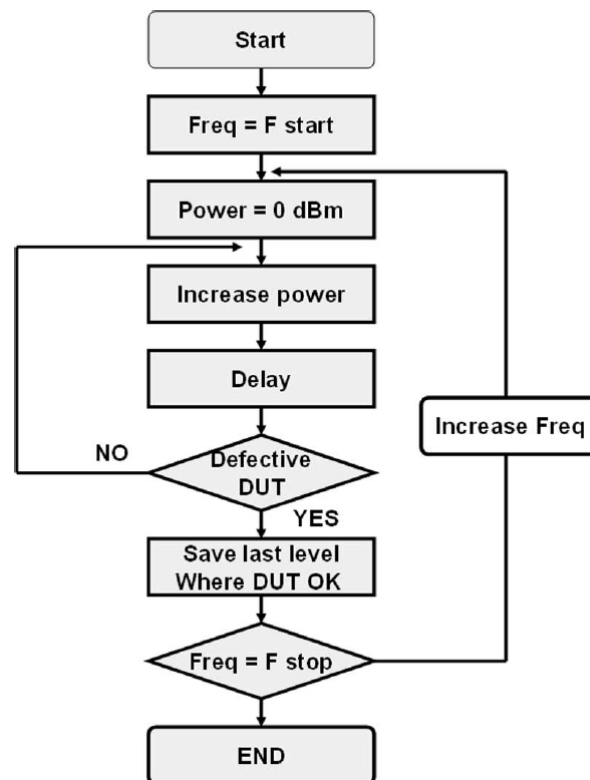 Start
Freq = F start
Power = 0 dBm
Increase power
Delay
Increase Freq
NO
Defective
DUT
YES
Save last level
Where DUT OK
Freq = F stop
END